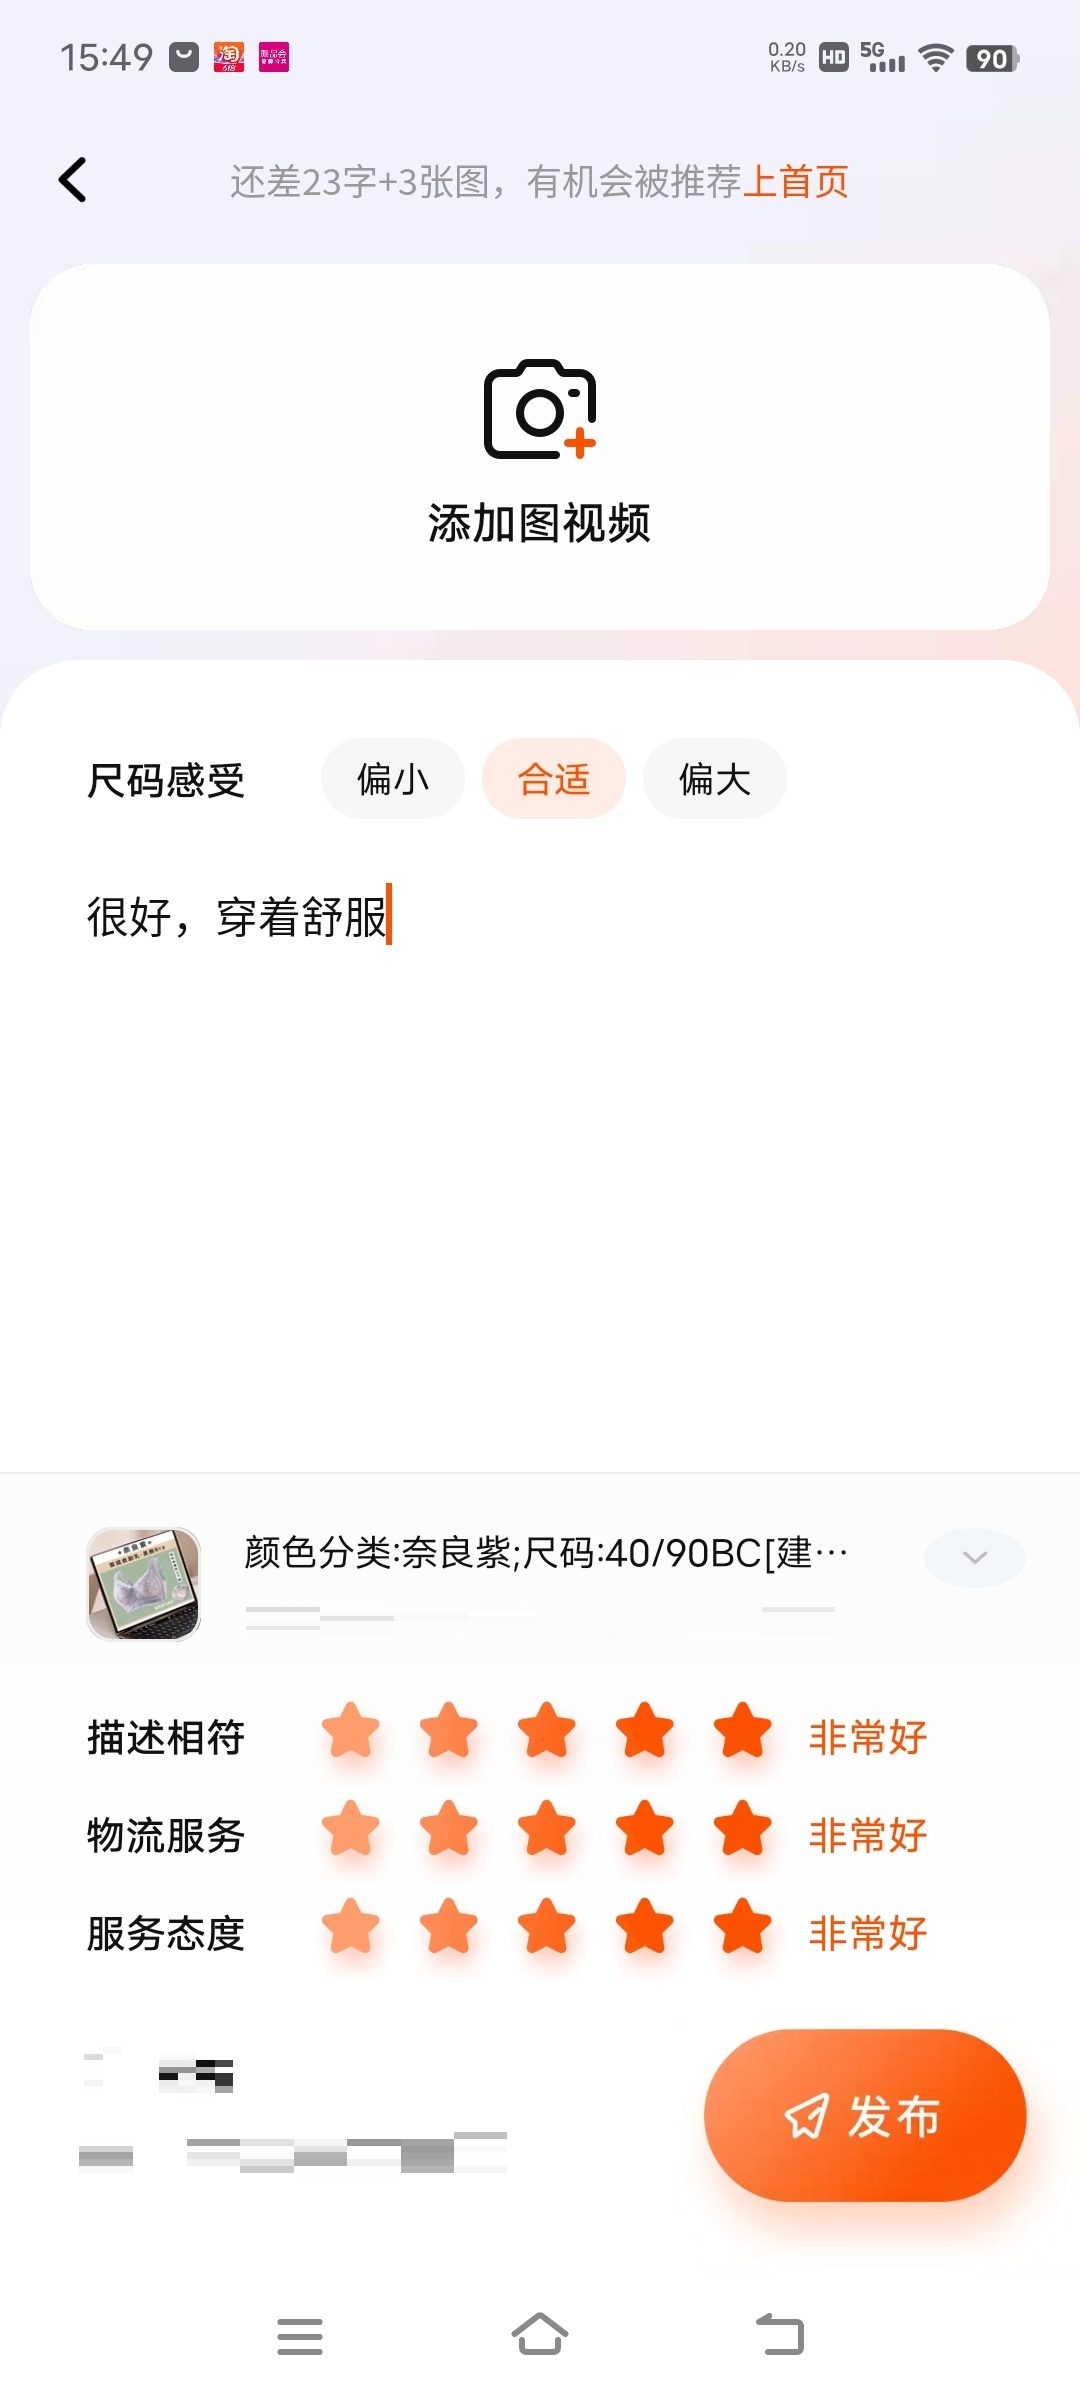 15:49
0.20
KB/s
HD
5G
90
还差23字+3张图，有机会被推荐上首页
添加图视频
尺码感受 偏小 合适 偏大
很好，穿着舒服
颜色分类:奈良紫;尺码:40/90BC[建…
描述相符 非常好
物流服务 非常好
服务态度 非常好
发布